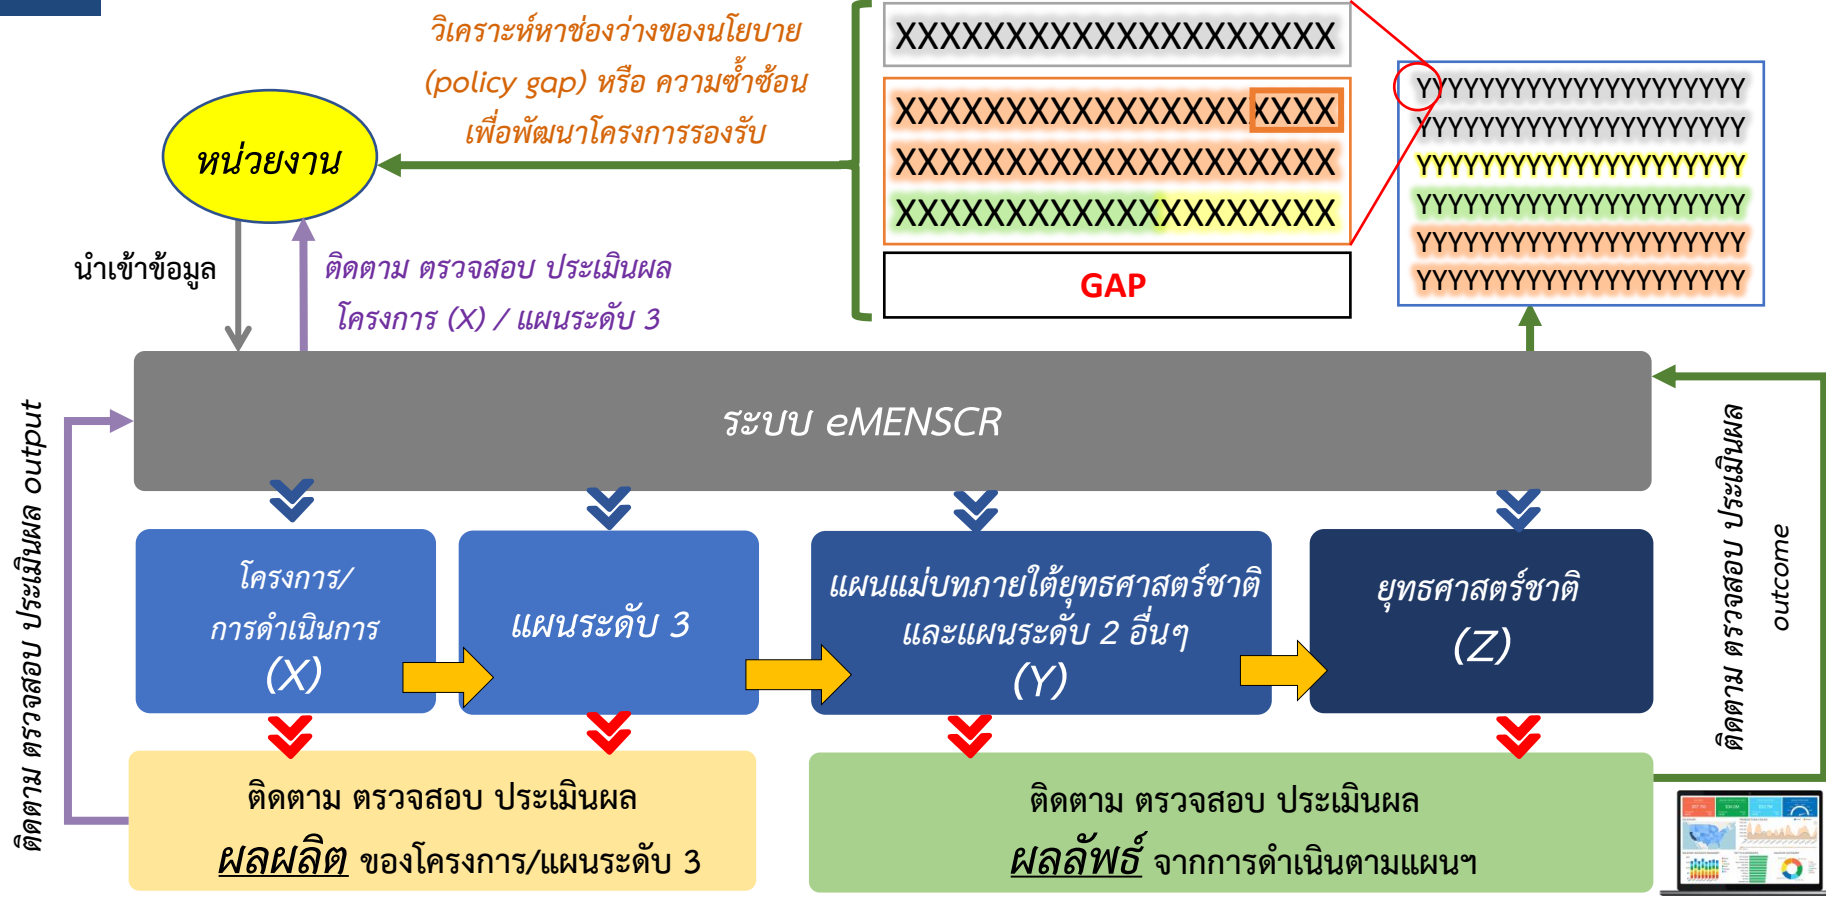 วิเคราะห์หาช่องว่างของนโยบาย
(policy gap) หรือ ความซ้ำซ้อน
เพื่อพัฒนาโครงการรองรับ
XXXXXXXXXXXXXXXXXXXX
XXXXXXXXXXXXXXXXXXXX
XXXXXXXXXXXXXXXXXXXX
XXXXXXXXXXXXXXXXXXXX
GAP
YYYYYYYYYYYYYYYYYYYYY
YYYYYYYYYYYYYYYYYYYYY
YYYYYYYYYYYYYYYYYYYYY
YYYYYYYYYYYYYYYYYYYYY
YYYYYYYYYYYYYYYYYYYYY
YYYYYYYYYYYYYYYYYYYYY
หน่วยงาน
นำเข้าข้อมูล
ติดตาม ตรวจสอบ ประเมินผล
โครงการ (X) / แผนระดับ 3
ระบบ eMENSCR
ติดตาม ตรวจสอบ ประเมินผล output
ติดตาม ตรวจสอบ ประเมินผล
outcome
โครงการ/
การดำเนินการ
(X)
แผนระดับ 3
แผนแม่บทภายใต้ยุทธศาสตร์ชาติ
และแผนระดับ 2 อื่นๆ
(Y)
ยุทธศาสตร์ชาติ
(Z)
ติดตาม ตรวจสอบ ประเมินผล
ผลผลิต ของโครงการ/แผนระดับ 3
ติดตาม ตรวจสอบ ประเมินผล
ผลลัพธ์ จากการดำเนินตามแผนฯ